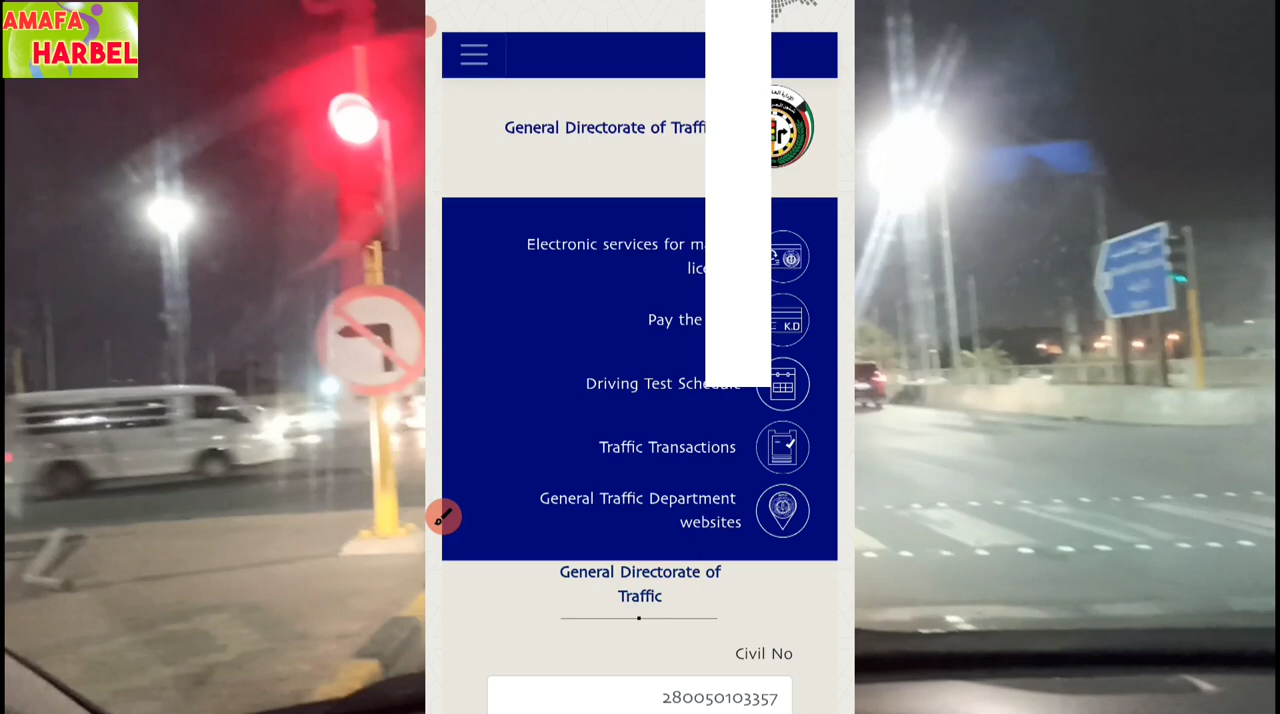 AMAFA
HARBEL
General Directorate of Traffi
Electronic services for
Pay the
K.D
Driving Test Schedule
Traffic Transactions
General Traffic Department
websites
General Directorate of
Traffic
Civil No
280050103357